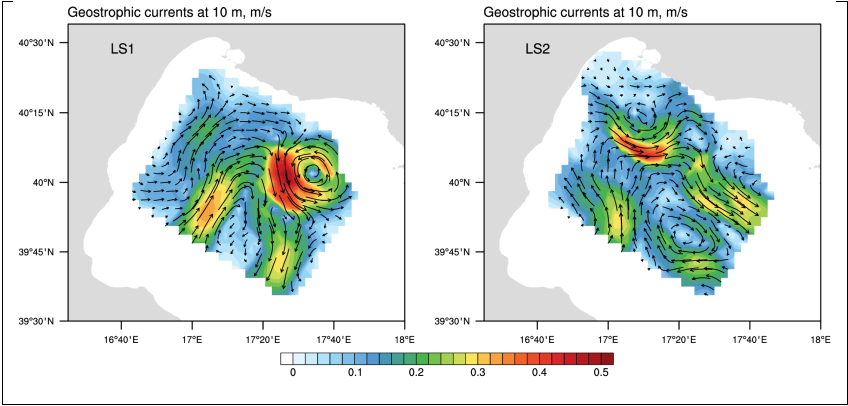 Geostrophic currents at 10 m, m/s
LS1
40°30'N
40°15'N
40°N
39°45'N
39°30'N
16°40'E
17°E
17°20'E
17°40'E
18°E
Geostrophic currents at 10 m, m/s
LS2
40°30'N
40°15'N
40°N
39°45'N
39°30'N
16°40'E
17°E
17°20'E
17°40'E
18°E
0 0.1 0.2 0.3 0.4 0.5